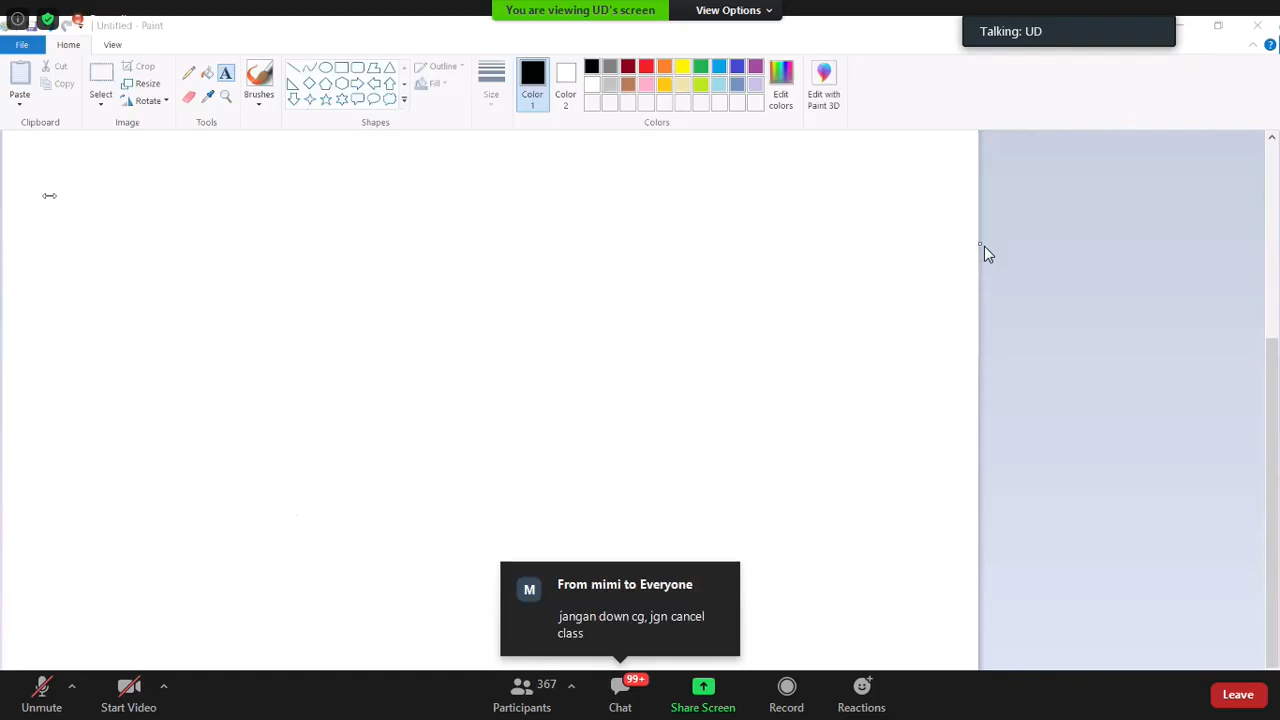 You are viewing UD's screen
View Options
Untitled - Paint
Talking: UD
File
Home
View
Paste
Cut
Copy
Clipboard
Select
Crop
Resize
Rotate
Image
A
Tools
Brushes
Outline
Fill
Shapes
Size
Color
1
Color
2
Edit
colors
Colors
Edit with
Paint 3D
M
From mimi to Everyone
jangan down cg, jgn cancel
class
Unmute
Start Video
367
Participants
99+
Chat
Share Screen
Record
Reactions
Leave